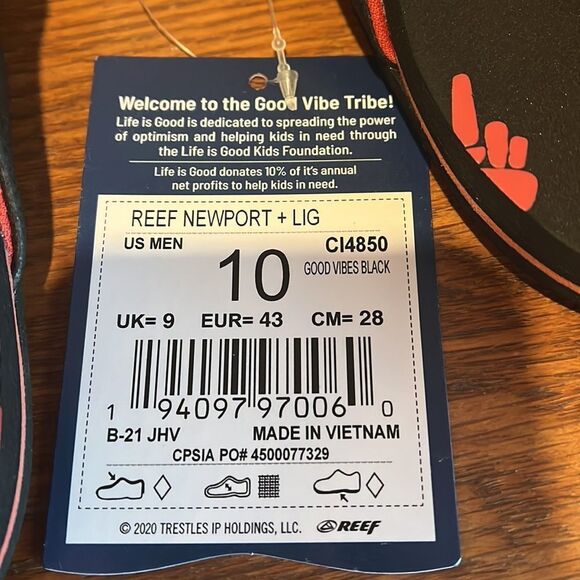 Welcome to the Good Vibe Tribe!
Life is Good is dedicated to spreading the power
of optimism and helping kids in need through
the Life is Good Kids Foundation.
Life is Good donates 10% of it's annual
net profits to help kids in need.
REEF NEWPORT + LIG
US MEN 10 CI4850
GOOD VIBES BLACK
UK= 9 EUR= 43 CM= 28
1 94097 97006 0
B-21 JHV MADE IN VIETNAM
CPSIA PO# 4500077329
© 2020 TRESTLES IP HOLDINGS, LLC. REEF